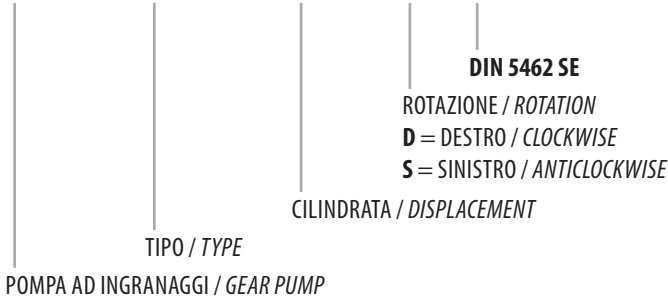 DIN 5462 SE
ROTAZIONE / ROTATION
D = DESTRO / CLOCKWISE
S = SINISTRO / ANTICLOCKWISE
CILINDRATA / DISPLACEMENT
TIPO / TYPE
POMPA AD INGRANAGGI / GEAR PUMP